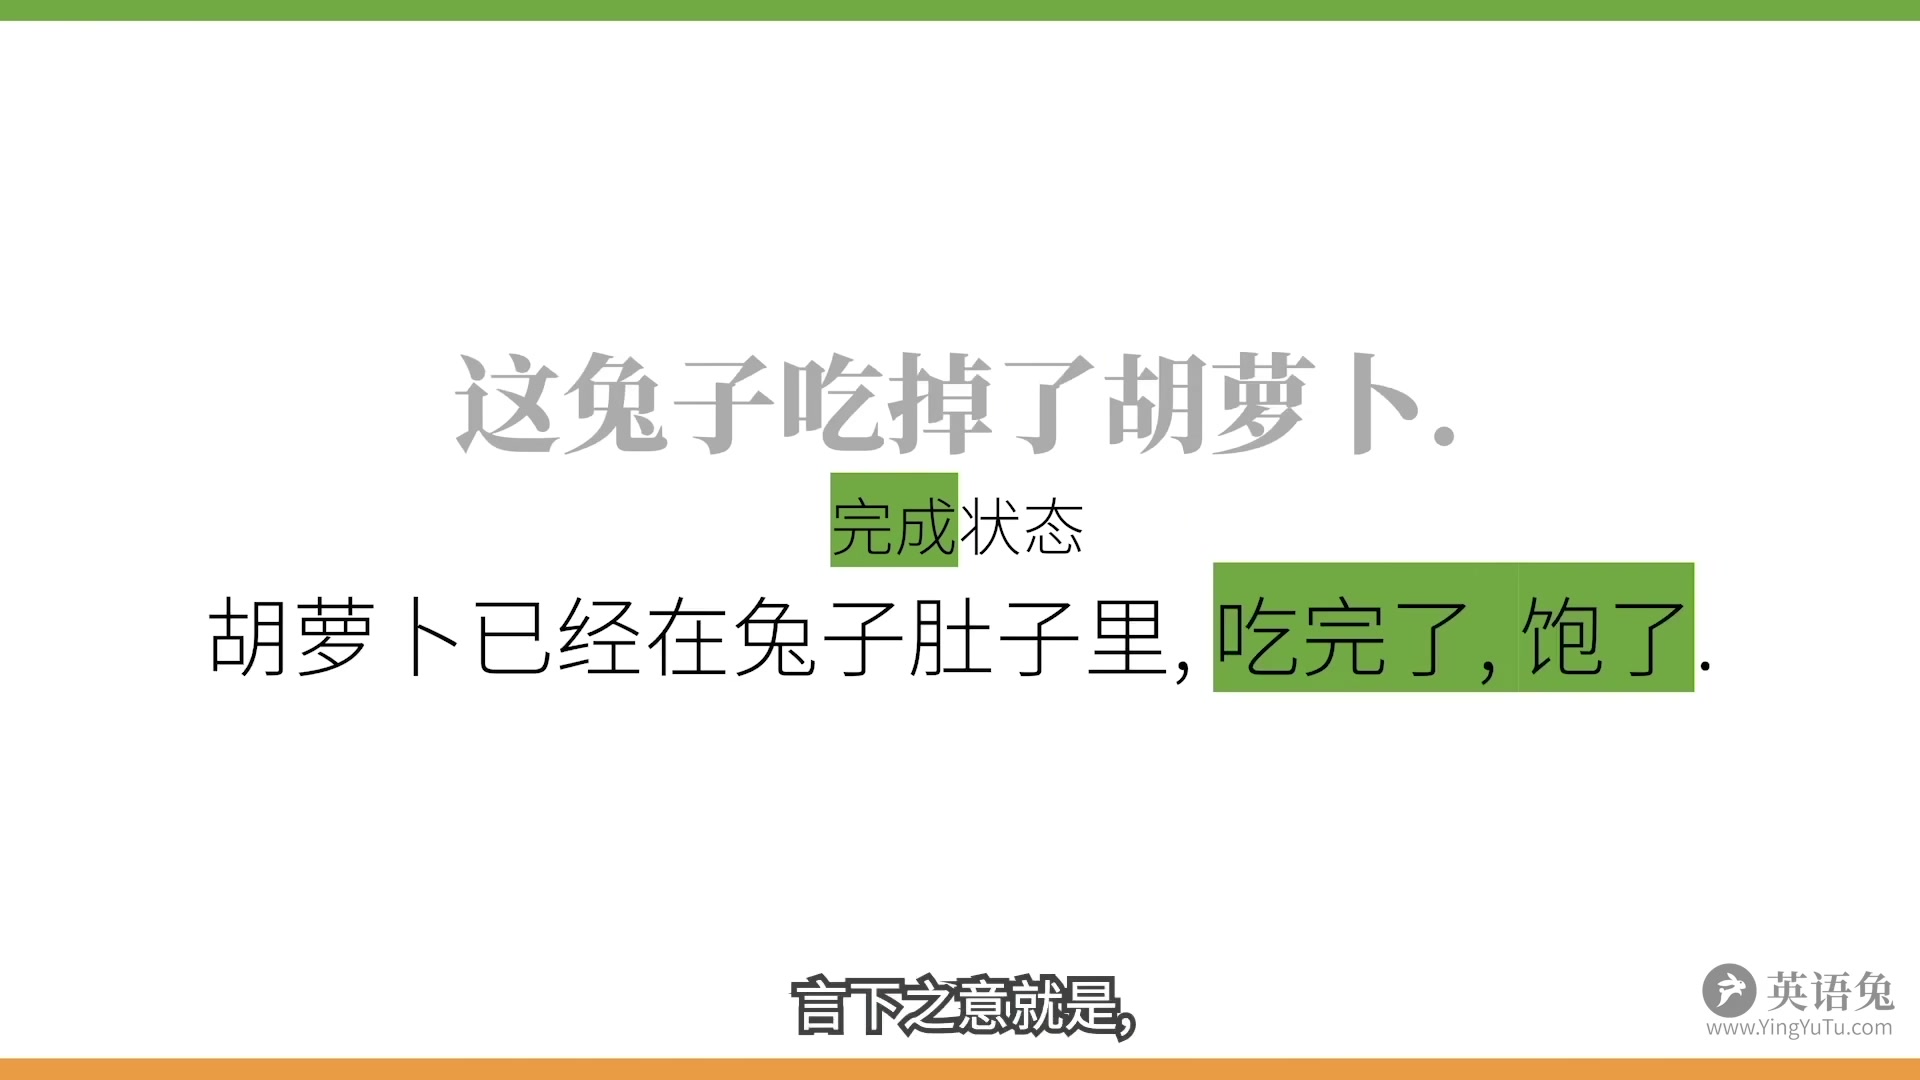 这兔子吃掉了胡萝卜.
完成状态
胡萝卜已经在兔子肚子里, 吃完了, 饱了.
言下之意就是,
英语兔
www.YingYuTu.com